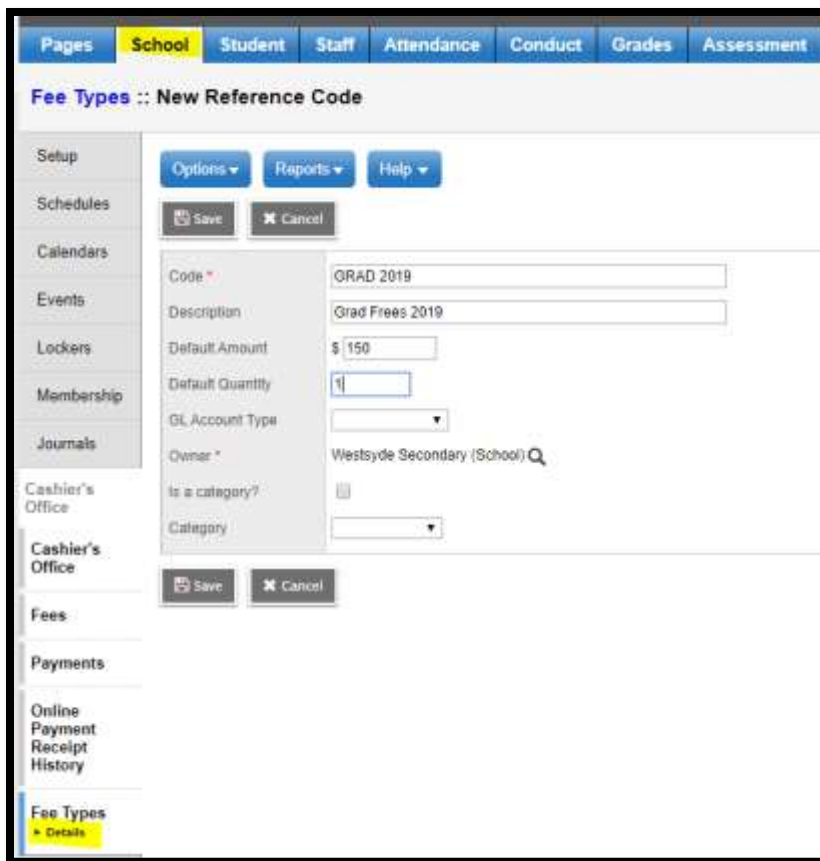 Pages School Student Staff Attendance Conduct Grades Assessment
Fee Types :: New Reference Code
Setup
Schedules
Calendars
Events
Lockers
Membership
Journals
Cashier's
Office
Cashier's
Office
Fees
Payments
Online
Payment
Receipt
History
Fee Types
Details
Options Reports Help
Save Cancel
Code * GRAD 2019
Description Grad Frees 2019
Default Amount $ 150
Default Quantity 1
GL Account Type
Owner * Westsyde Secondary (School)
Is a category?
Category
Save Cancel